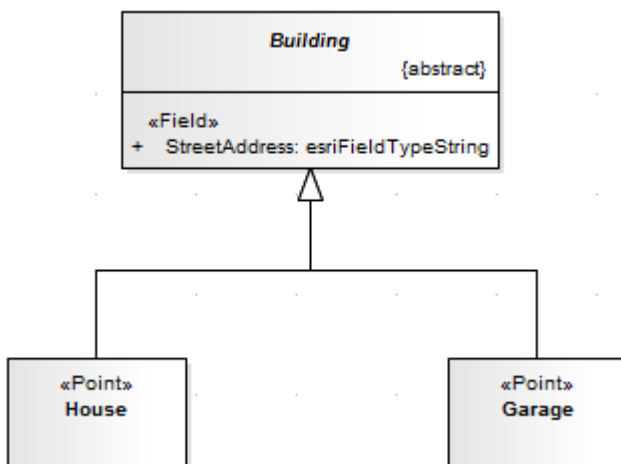 Building
{abstract}
«Field»
+ StreetAddress: esriFieldTypeString
«Point»
House
«Point»
Garage